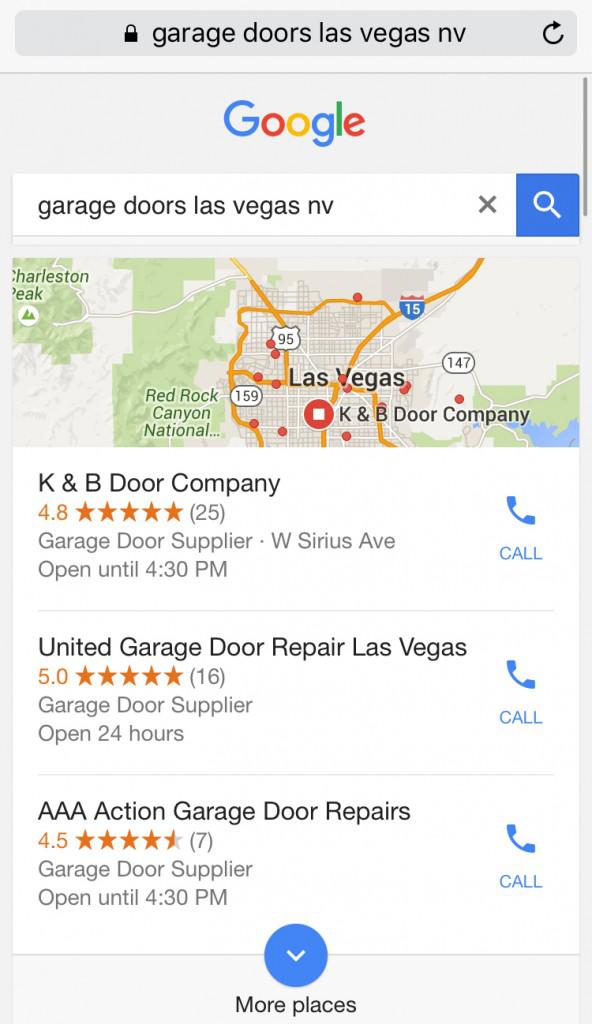 garage doors las vegas nv
Google
garage doors las vegas nv
Charleston
Peak
15
95
Las Vegas
147
159
Red Rock
Canyon
National...
K & B Door Company
K & B Door Company
4.8 ★★★★★ (25)
Garage Door Supplier · W Sirius Ave
Open until 4:30 PM
CALL
United Garage Door Repair Las Vegas
5.0 ★★★★★ (16)
Garage Door Supplier
Open 24 hours
CALL
AAA Action Garage Door Repairs
4.5 ★★★★★ (7)
Garage Door Supplier
Open until 4:30 PM
CALL
More places